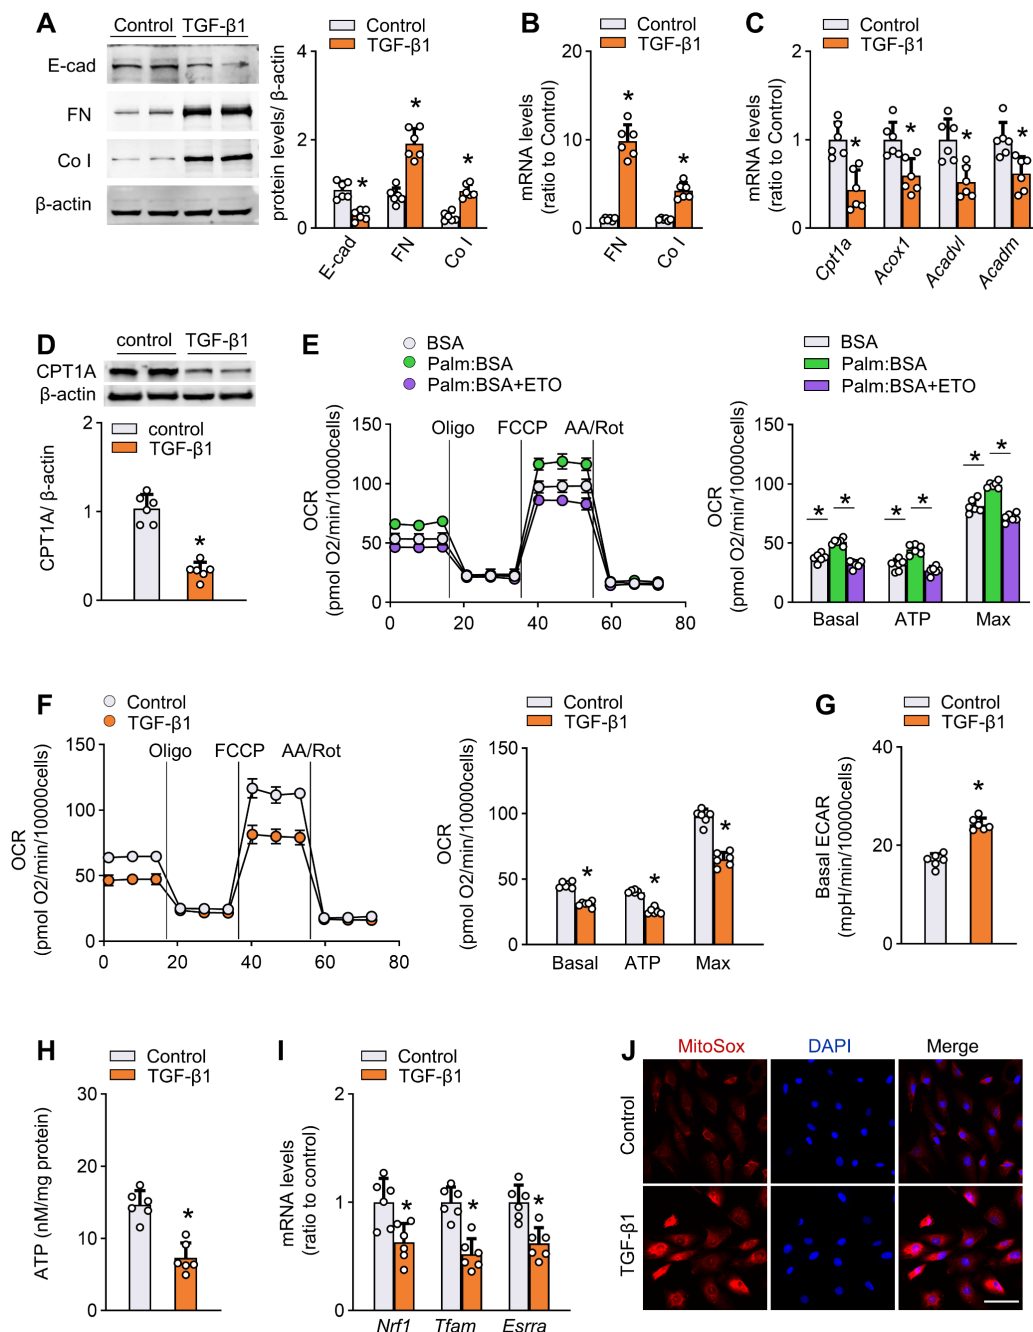 A
Control TGF-β1
E-cad
FN
Co I
β-actin
Control
TGF-β1
protein levels/ β-actin
4
2
0
E-cad
FN
Co I
*
*
*
B
Control
TGF-β1
mRNA levels
(ratio to Control)
20
10
0
FN
Co I
*
*
C
Control
TGF-β1
mRNA levels
(ratio to Control)
2
1
0
Cpt1a
Acox1
Acadvl
Acadm
*
*
*
*
D
control TGF-β1
CPT1A
β-actin
control
TGF-β1
CPT1A/ β-actin
2
1
0
*
E
BSA
Palm:BSA
Palm:BSA+ETO
Oligo FCCP AA/Rot
OCR
(pmol O2/min/10000cells)
150
100
50
0
0 20 40 60 80
BSA
Palm:BSA
Palm:BSA+ETO
OCR
(pmol O2/min/10000cells)
150
100
50
0
* *
* *
* *
Basal ATP Max
F
Control
TGF-β1
Oligo FCCP AA/Rot
OCR
(pmol O2/min/10000cells)
150
100
50
0
0 20 40 60 80
Control
TGF-β1
OCR
(pmol O2/min/10000cells)
150
100
50
0
*
*
*
Basal ATP Max
G
Control
TGF-β1
Basal ECAR
(mpH/min/10000cells)
40
20
0
*
H
Control
TGF-β1
ATP (nM/mg protein)
30
20
10
0
*
I
Control
TGF-β1
mRNA levels
(ratio to control)
2
1
0
*
*
*
Nrf1 Tfam Esrra
J
MitoSox DAPI Merge
Control
TGF-β1